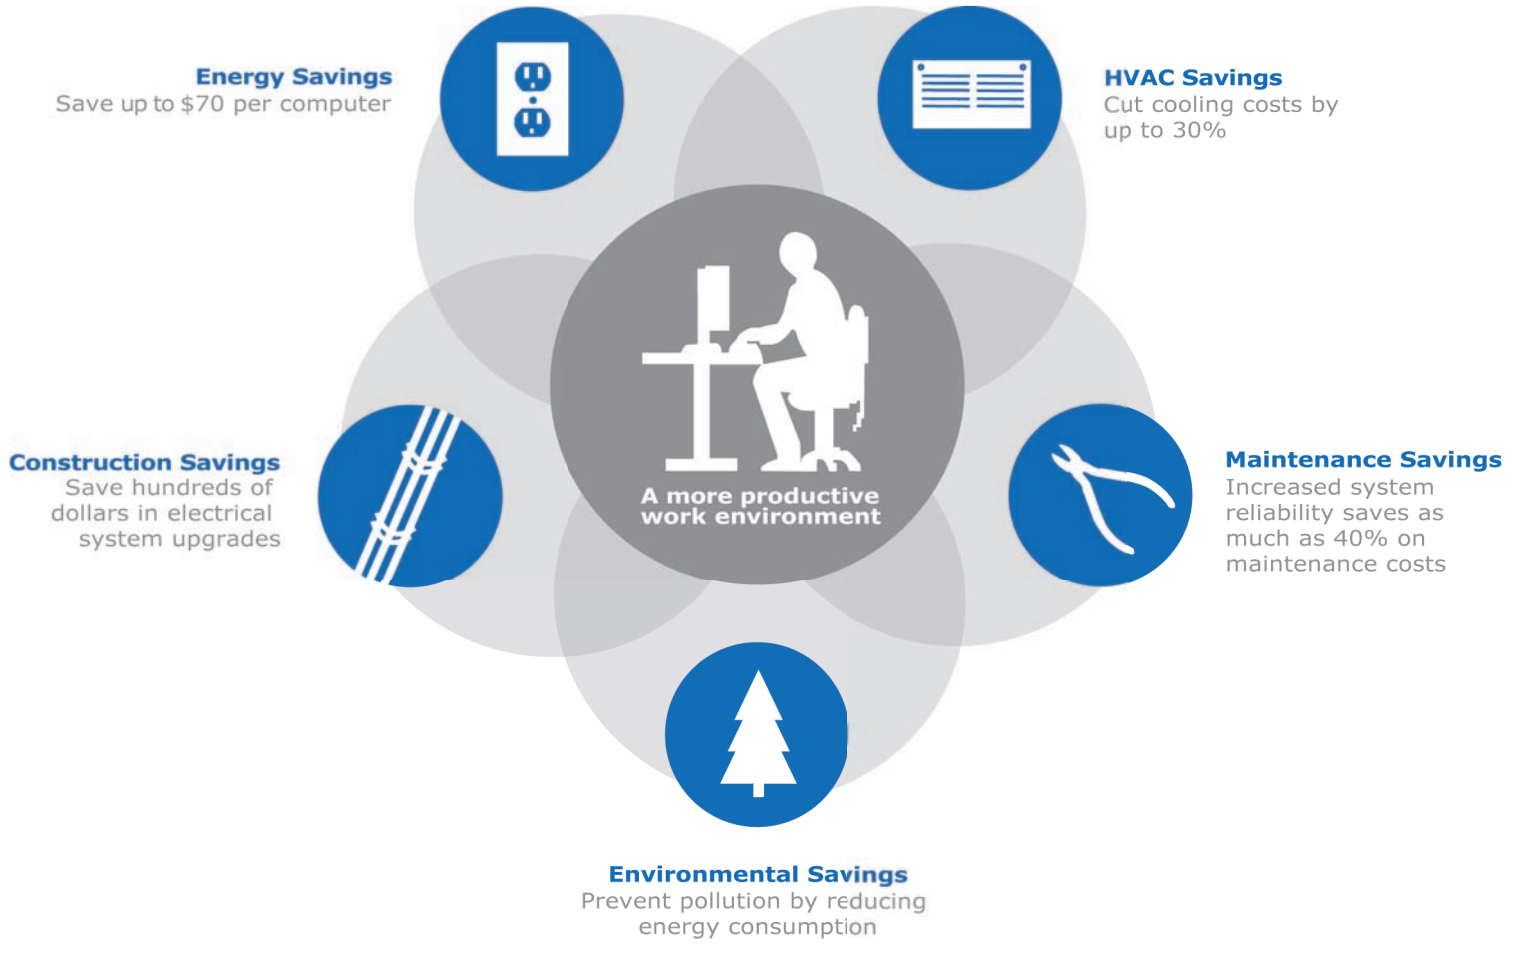 Energy Savings
Save up to $70 per computer
HVAC Savings
Cut cooling costs by
up to 30%
A more productive
work environment
Construction Savings
Save hundreds of
dollars in electrical
system upgrades
Maintenance Savings
Increased system
reliability saves as
much as 40% on
maintenance costs
Environmental Savings
Prevent pollution by reducing
energy consumption